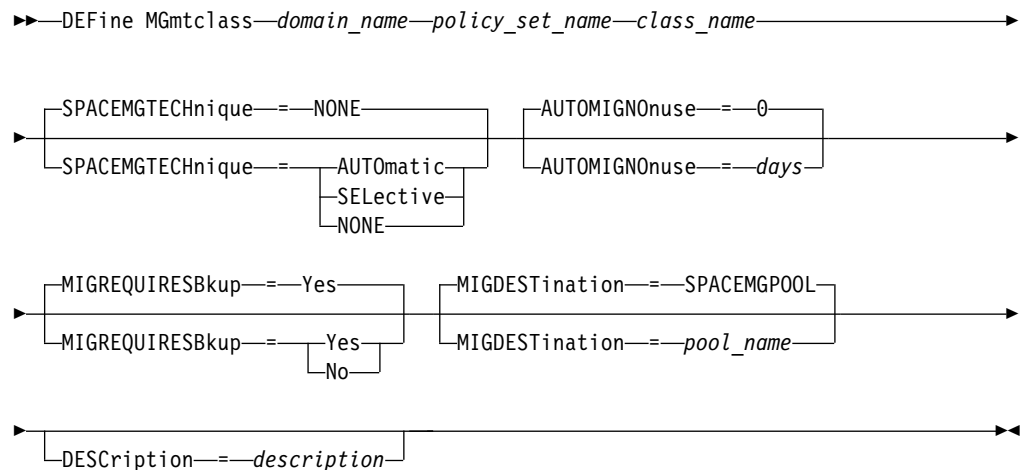 DEFine MGmtclass domain_name policy_set_name class_name
SPACEMGTECHnique = NONE AUTOMIGNOnuse = 0
SPACEMGTECHnique = AUTOmatic AUTOMIGNOnuse = days
SELective
NONE
MIGREQUIRESBkup = Yes MIGDESTination = SPACEMGPOOL
MIGREQUIRESBkup = Yes MIGDESTination = pool_name
No
DESCription = description